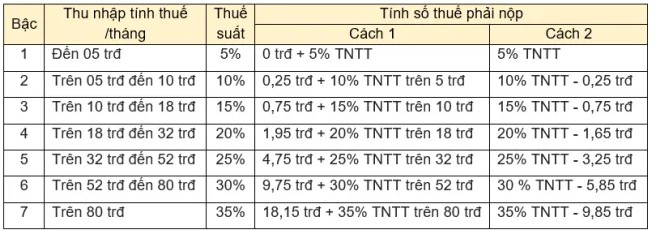 Bậc | Thu nhập tính thuế /tháng | Thuế suất | Tính số thuế phải nộp
Cách 1 | Cách 2
1 | Đến 05 trđ | 5% | 0 trđ + 5% TNTT | 5% TNTT
2 | Trên 05 trđ đến 10 trđ | 10% | 0,25 trđ + 10% TNTT trên 5 trđ | 10% TNTT - 0,25 trđ
3 | Trên 10 trđ đến 18 trđ | 15% | 0,75 trđ + 15% TNTT trên 10 trđ | 15% TNTT - 0,75 trđ
4 | Trên 18 trđ đến 32 trđ | 20% | 1,95 trđ + 20% TNTT trên 18 trđ | 20% TNTT - 1,65 trđ
5 | Trên 32 trđ đến 52 trđ | 25% | 4,75 trđ + 25% TNTT trên 32 trđ | 25% TNTT - 3,25 trđ
6 | Trên 52 trđ đến 80 trđ | 30% | 9,75 trđ + 30% TNTT trên 52 trđ | 30 % TNTT - 5,85 trđ
7 | Trên 80 trđ | 35% | 18,15 trđ + 35% TNTT trên 80 trđ | 35% TNTT - 9,85 trđ